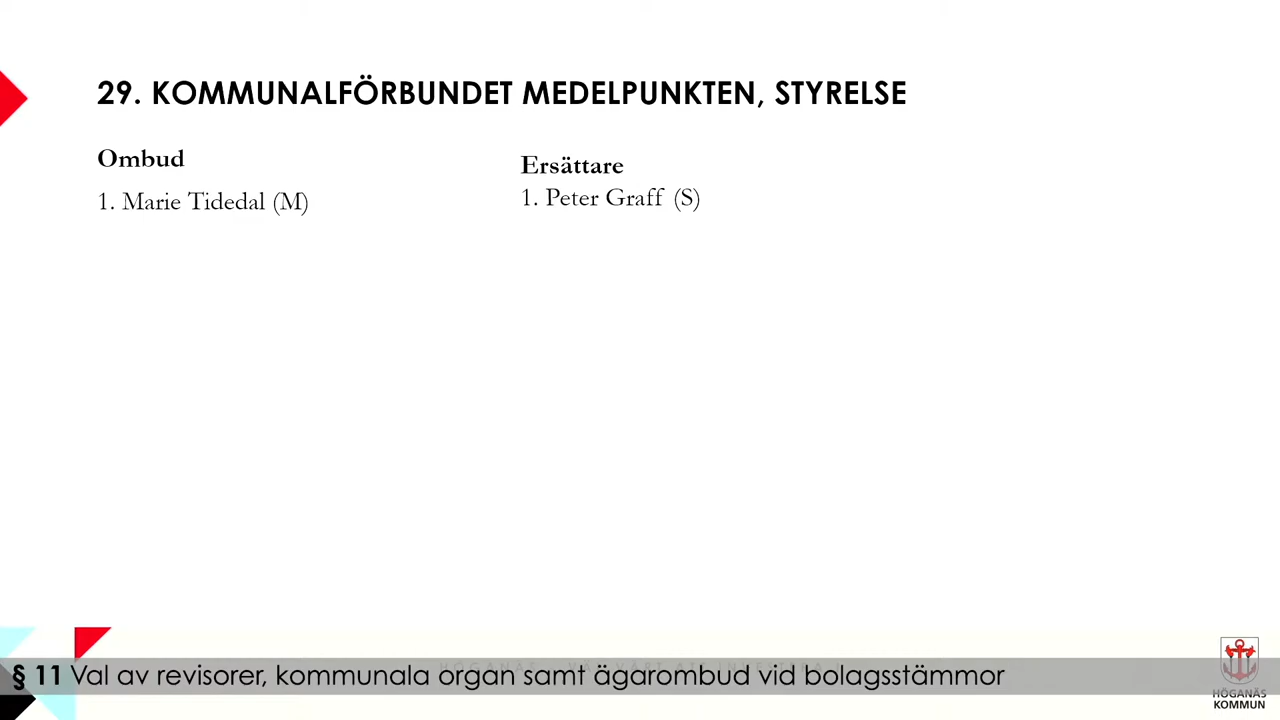 29. KOMMUNALFÖRBUNDET MEDELPUNKTEN, STYRELSE
Ombud
1. Marie Tidedal (M)
Ersättare
1. Peter Graff (S)
§ 11 Val av revisorer, kommunala organ samt ägarombud vid bolagsstämmor
HÖGANÄS
KOMMUN